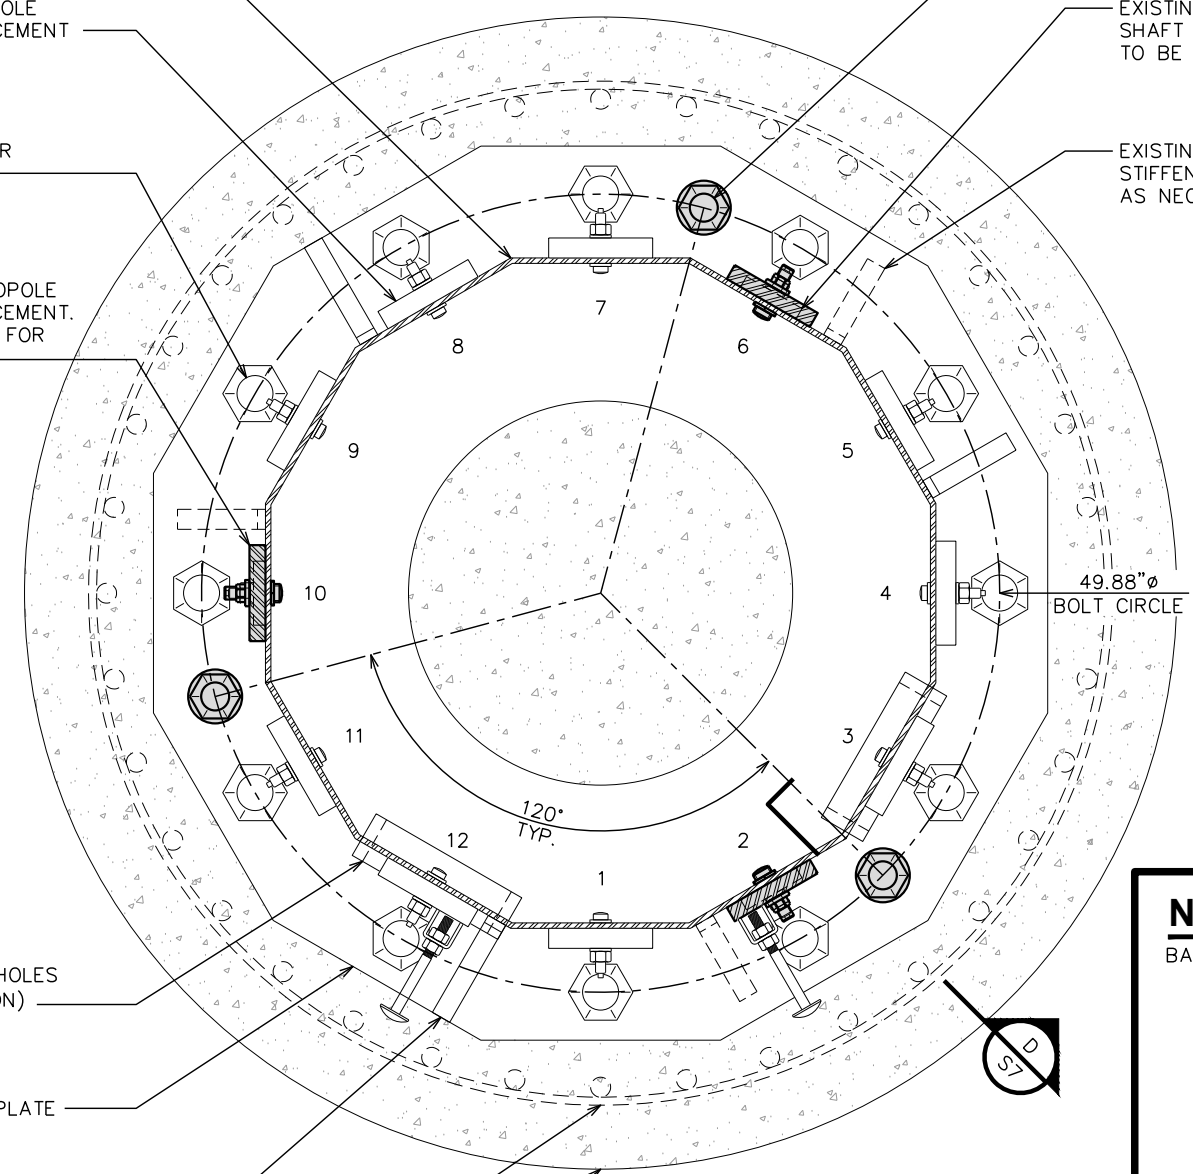 OLE
CEMENT
EXISTIN
SHAFT
TO BE
R
EXISTIN
STIFFEN
AS NEC
OPOLE
CEMENT.
FOR
7
8
6
9
5
10
4
49.88"ø
BOLT CIRCLE
11
3
120°
TYP.
12
2
1
N
BA
HOLES
ON)
D
S7
PLATE